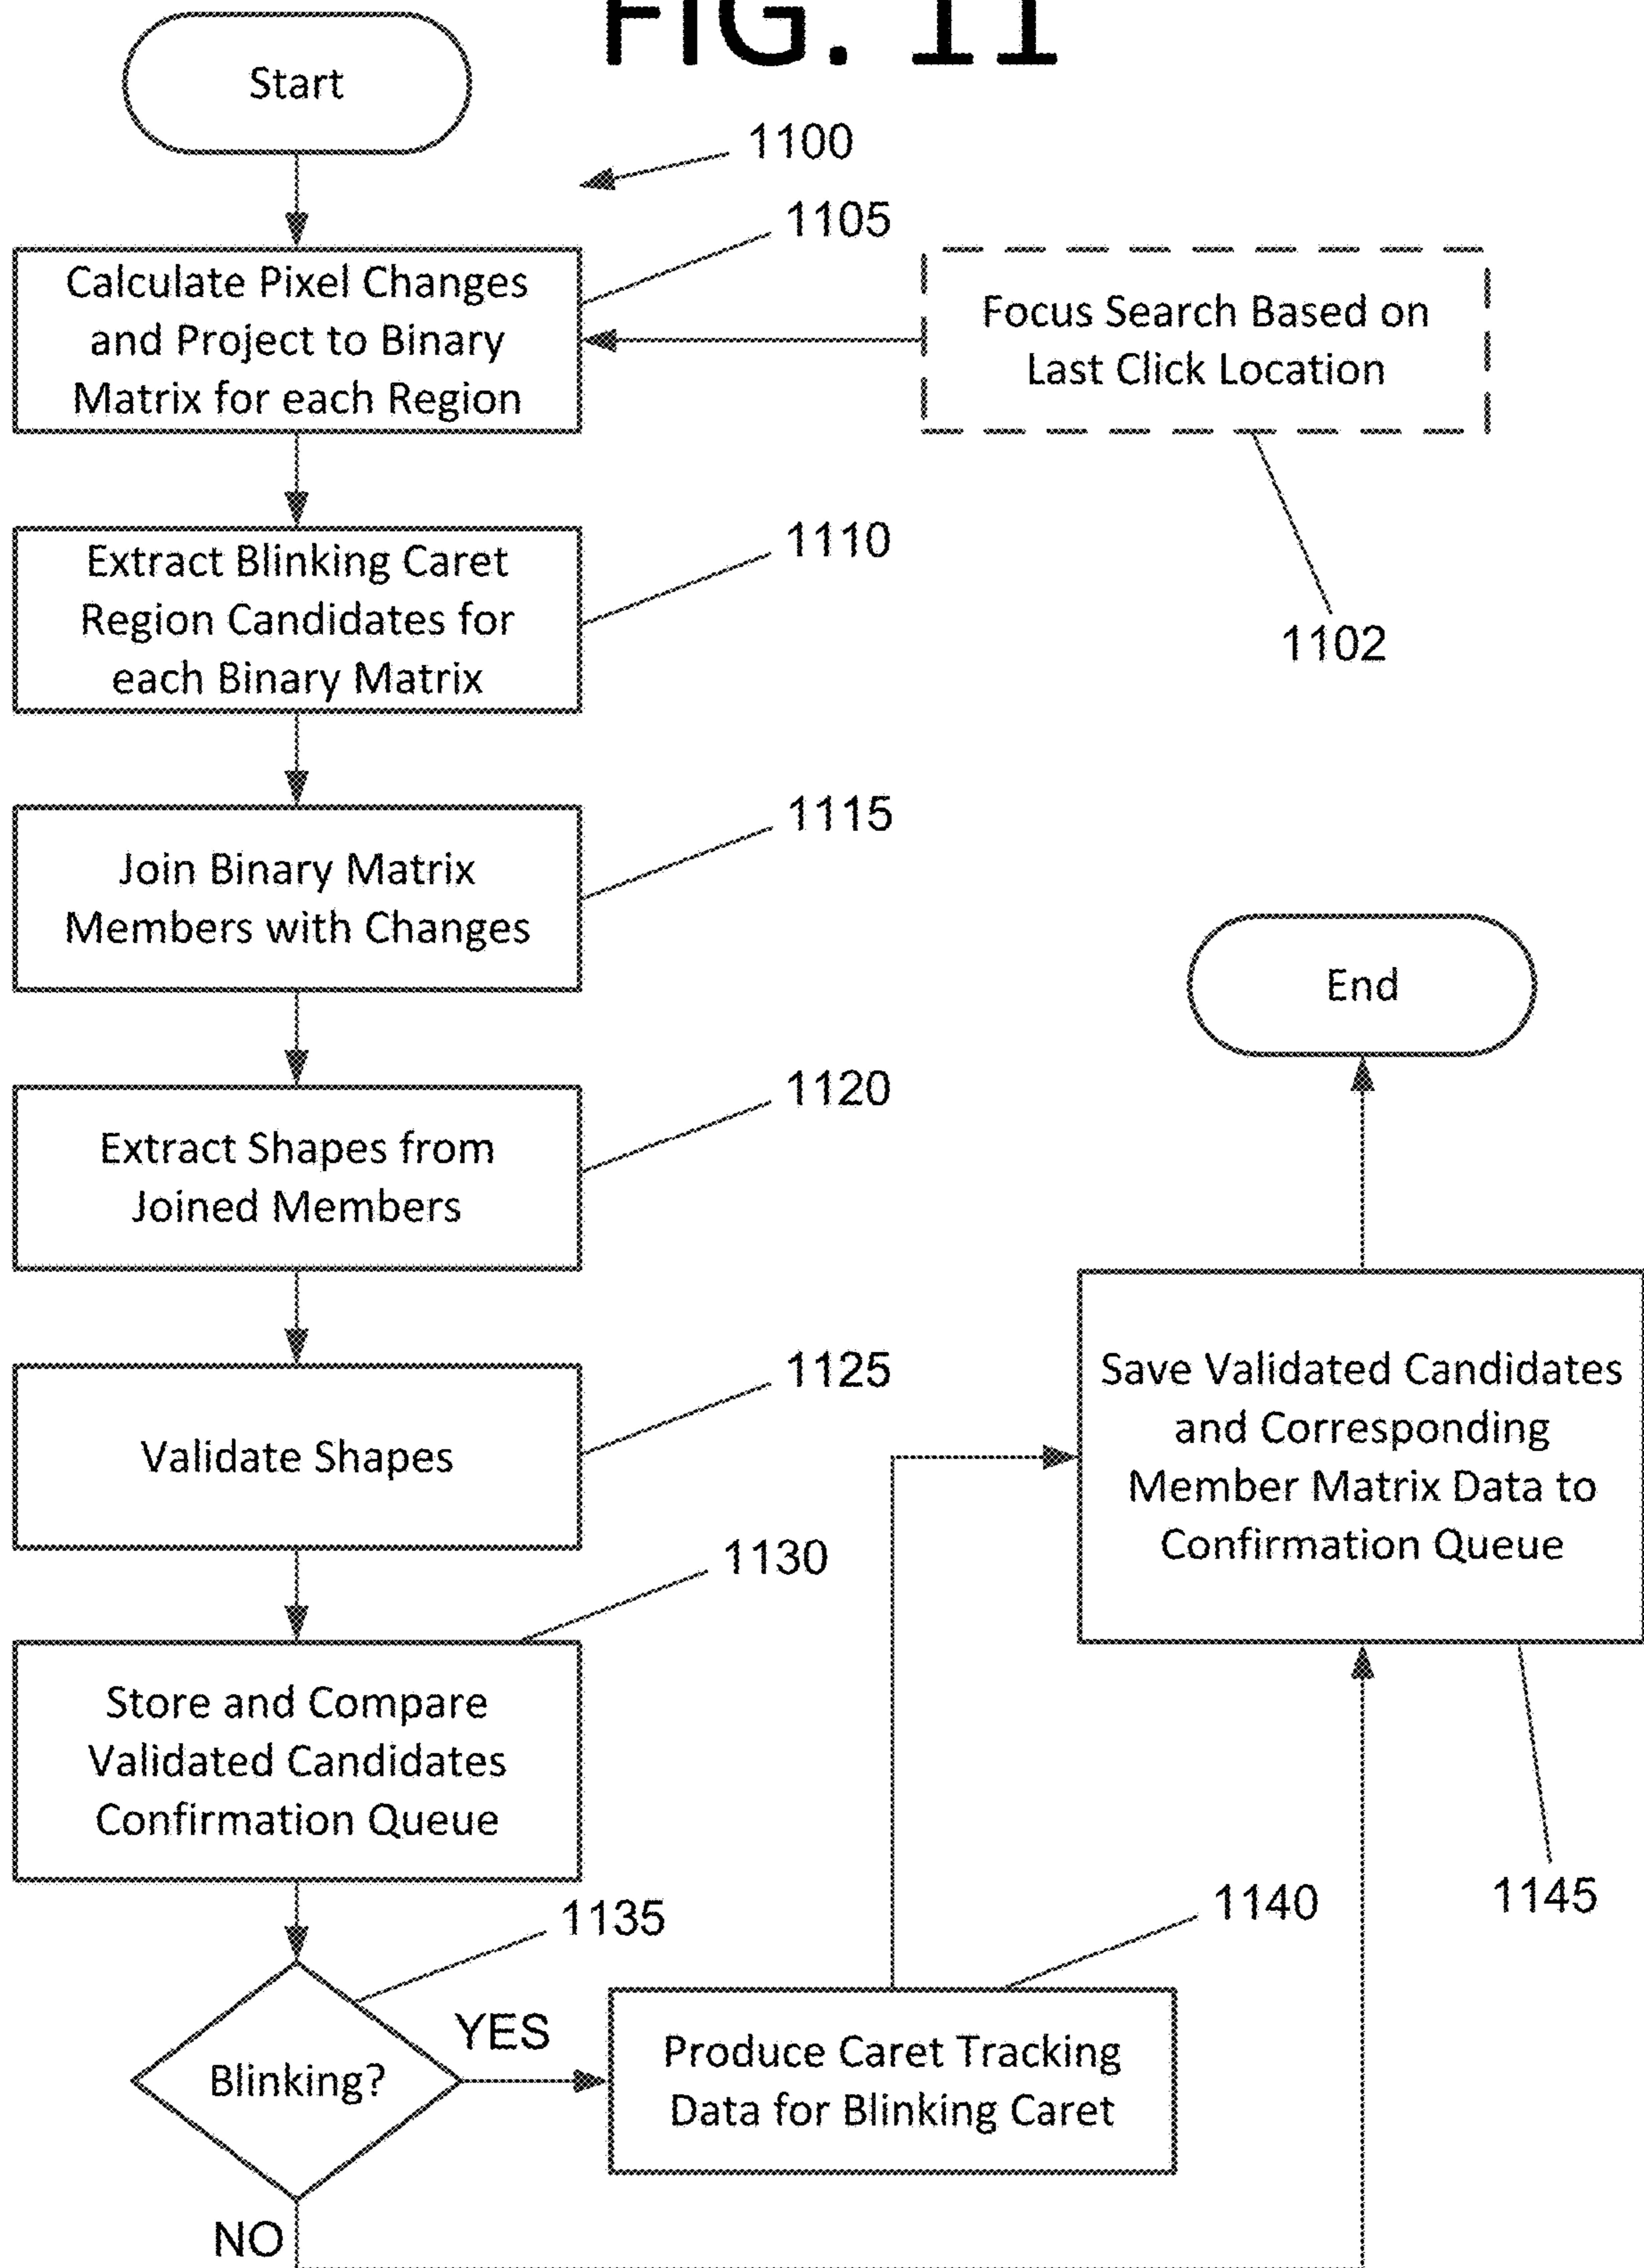 FIG. 11
Start
1100
1105
Calculate Pixel Changes
and Project to Binary
Matrix for each Region
Focus Search Based on
Last Click Location
1102
Extract Blinking Caret
Region Candidates for
each Binary Matrix
1110
Join Binary Matrix
Members with Changes
1115
Extract Shapes from
Joined Members
1120
Validate Shapes
1125
Store and Compare
Validated Candidates
Confirmation Queue
1130
Blinking?
1135
YES
NO
Produce Caret Tracking
Data for Blinking Caret
1140
Save Validated Candidates
and Corresponding
Member Matrix Data to
Confirmation Queue
1145
End